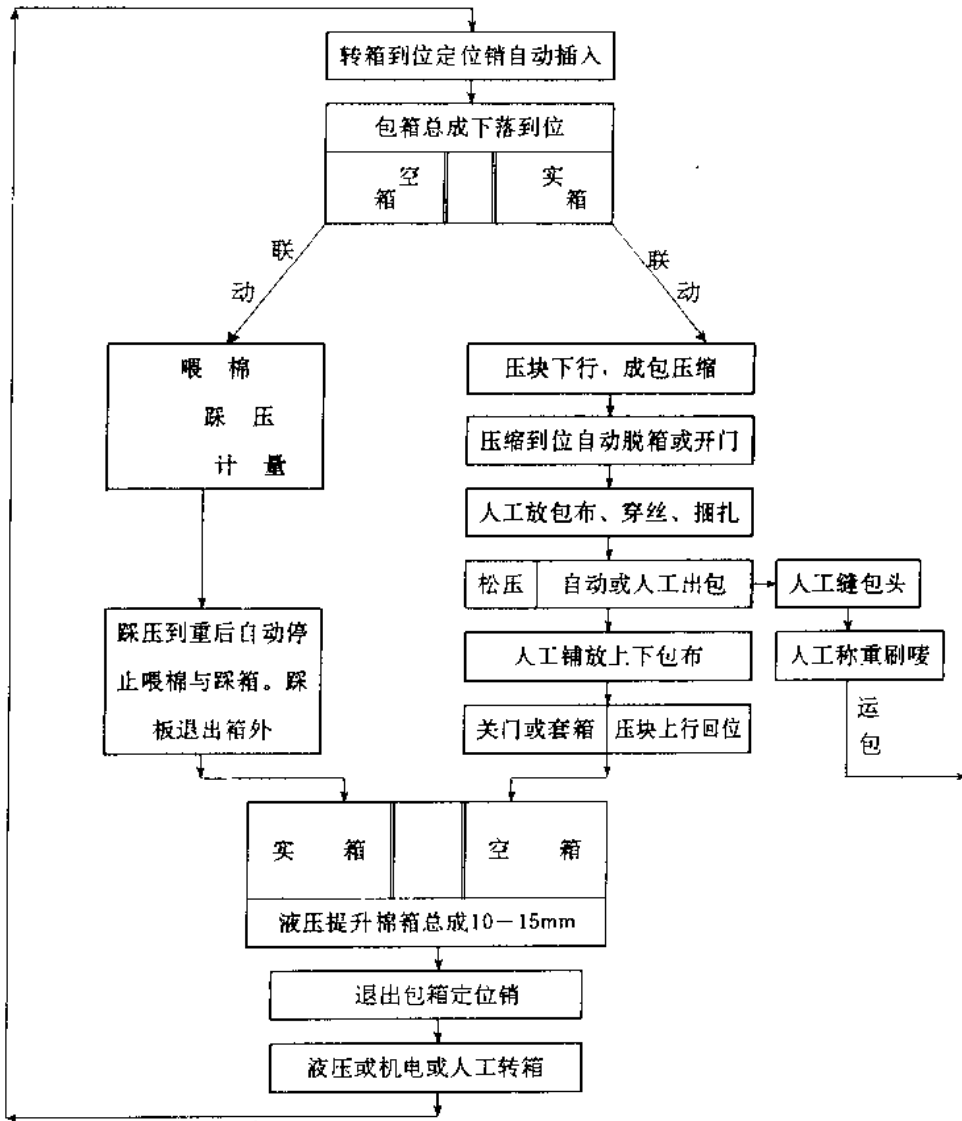 转箱到位定位销自动插入
包箱总成下落到位
空箱
实箱
联动
联动
喂棉
踩压
计量
压块下行，成包压缩
压缩到位自动脱箱或开门
人工放包布、穿丝、捆扎
松压
自动或人工出包
人工缝包头
踩压到重后自动停
止喂棉与踩箱。踩
板退出箱外
人工铺放上下包布
人工称重刷唛
关门或套箱
压块上行回位
运包
实箱
空箱
液压提升棉箱总成10－15mm
退出包箱定位销
液压或机电或人工转箱